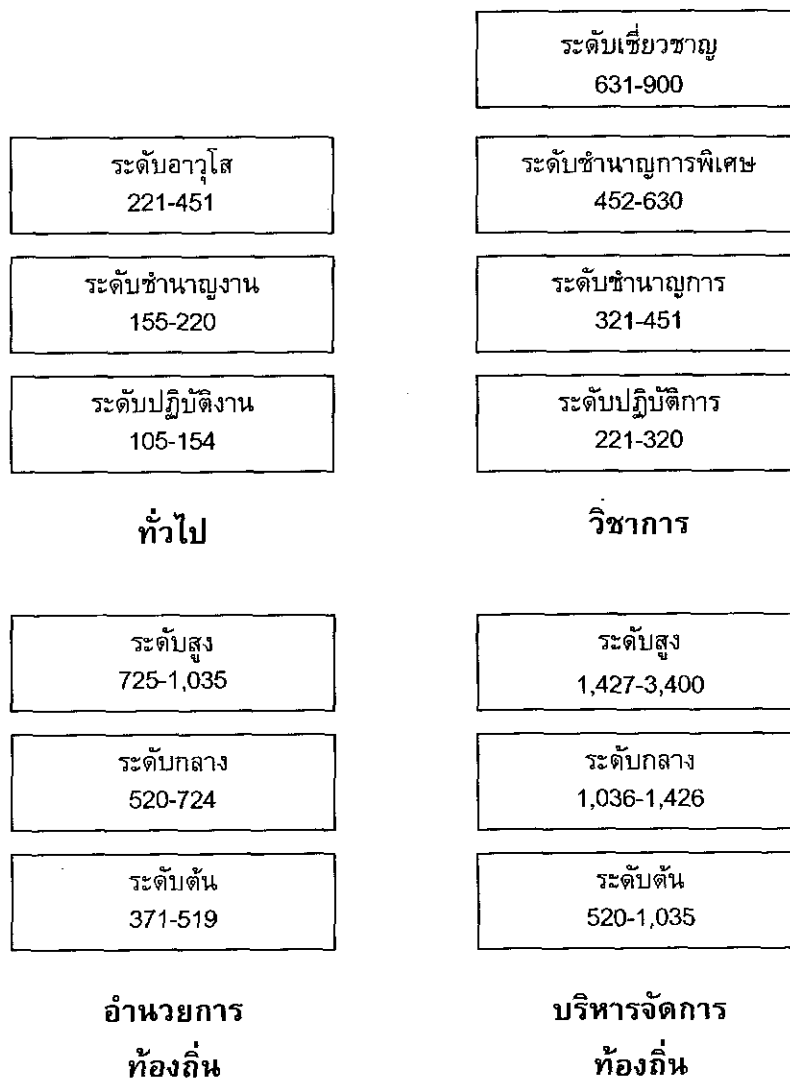 ระดับเชี่ยวชาญ
631-900
ระดับอาวุโส
221-451
ระดับชำนาญการพิเศษ
452-630
ระดับชำนาญงาน
155-220
ระดับชำนาญการ
321-451
ระดับปฏิบัติงาน
105-154
ระดับปฏิบัติการ
221-320
ทั่วไป
วิชาการ
ระดับสูง
725-1,035
ระดับสูง
1,427-3,400
ระดับกลาง
520-724
ระดับกลาง
1,036-1,426
ระดับต้น
371-519
ระดับต้น
520-1,035
อำนวยการ
ท้องถิ่น
บริหารจัดการ
ท้องถิ่น